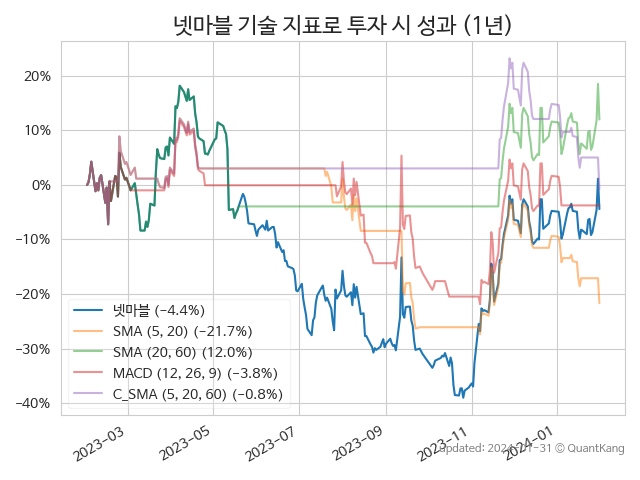 넷마블 기술 지표로 투자 시 성과 (1년)
20%
10%
0%
−10%
−20%
−30%
−40%
넷마블 (−4.4%)
SMA (5, 20) (−21.7%)
SMA (20, 60) (12.0%)
MACD (12, 26, 9) (−3.8%)
C_SMA (5, 20, 60) (−0.8%)
2023−03
2023−05
2023−07
2023−09
2023−11
2024−01
updated: 2024-01-31 © QuantKang